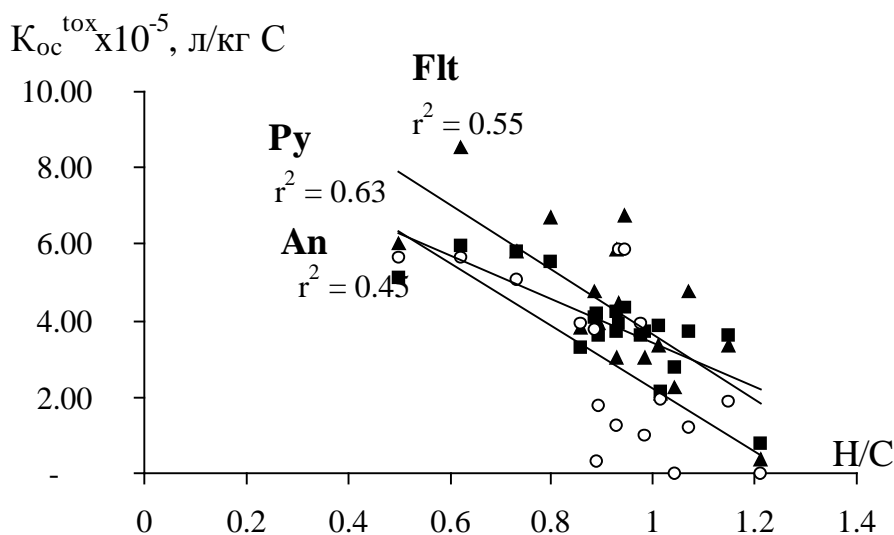 Koc^tox x10^-5, л/кг С
Flt
10.00
r^2 = 0.55
8.00
Py
r^2 = 0.63
6.00
An
r^2 = 0.45
4.00
2.00
H/C
-
0 0.2 0.4 0.6 0.8 1 1.2 1.4